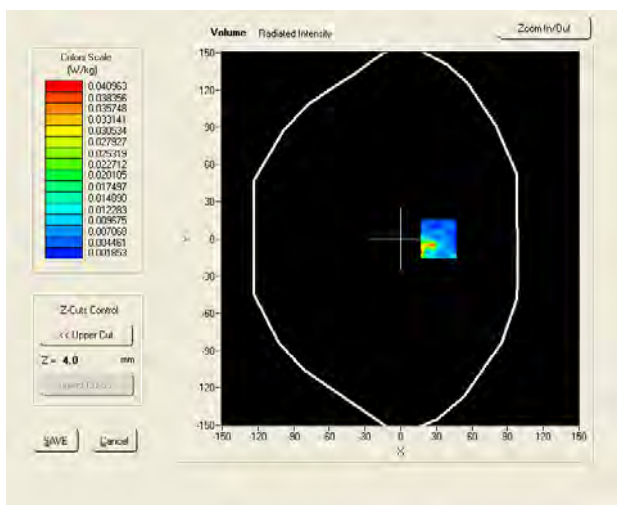 Volume Radiated Intensity
Zoom In/Out
Colors Scale
(W/kg)
0.040963
0.038356
0.035748
0.033141
0.030534
0.027927
0.025319
0.022712
0.020105
0.017497
0.014890
0.012283
0.009675
0.007068
0.004461
0.001853
Z-Cuts Control
<< Upper Cut
Z = 4.0 mm
SAVE Cancel
150
120
90
60
30
0
-30
-60
-90
-120
-150
Y
-150 -120 -90 -60 -30 0 30 60 90 120 150
X